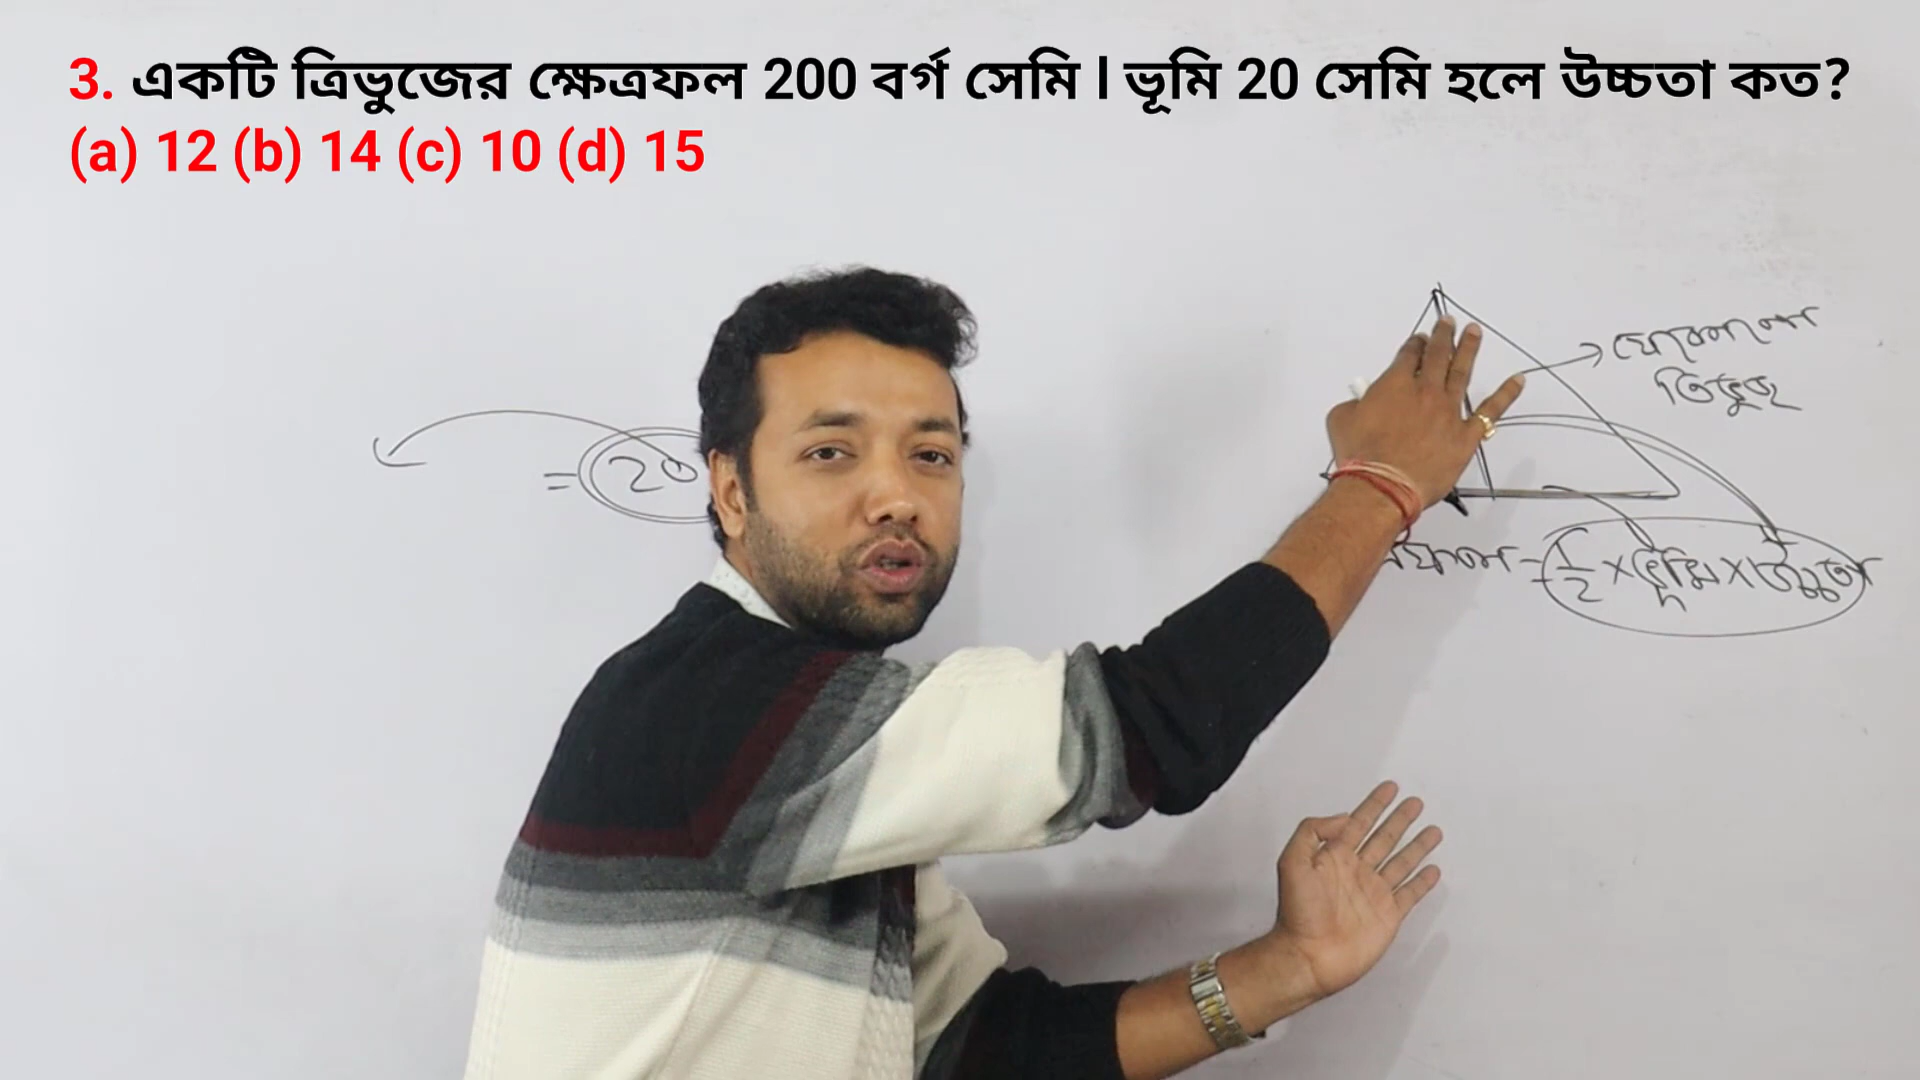 3. একটি ত্রিভুজের ক্ষেত্রফল 200 বর্গ সেমি l ভূমি 20 সেমি হলে উচ্চতা কত?
(a) 12 (b) 14 (c) 10 (d) 15
যেকোনো
ত্রিভুজ
= 20
= 1/2 × ভূমি × উচ্চতা